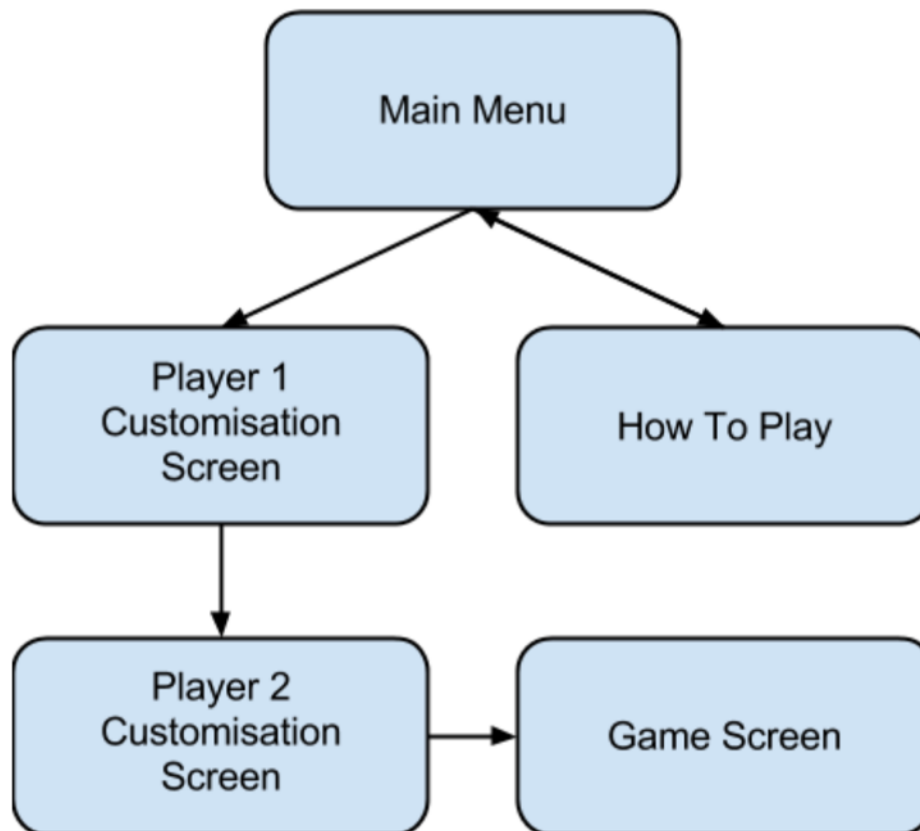 Main Menu
Player 1
Customisation
Screen
How To Play
Player 2
Customisation
Screen
Game Screen